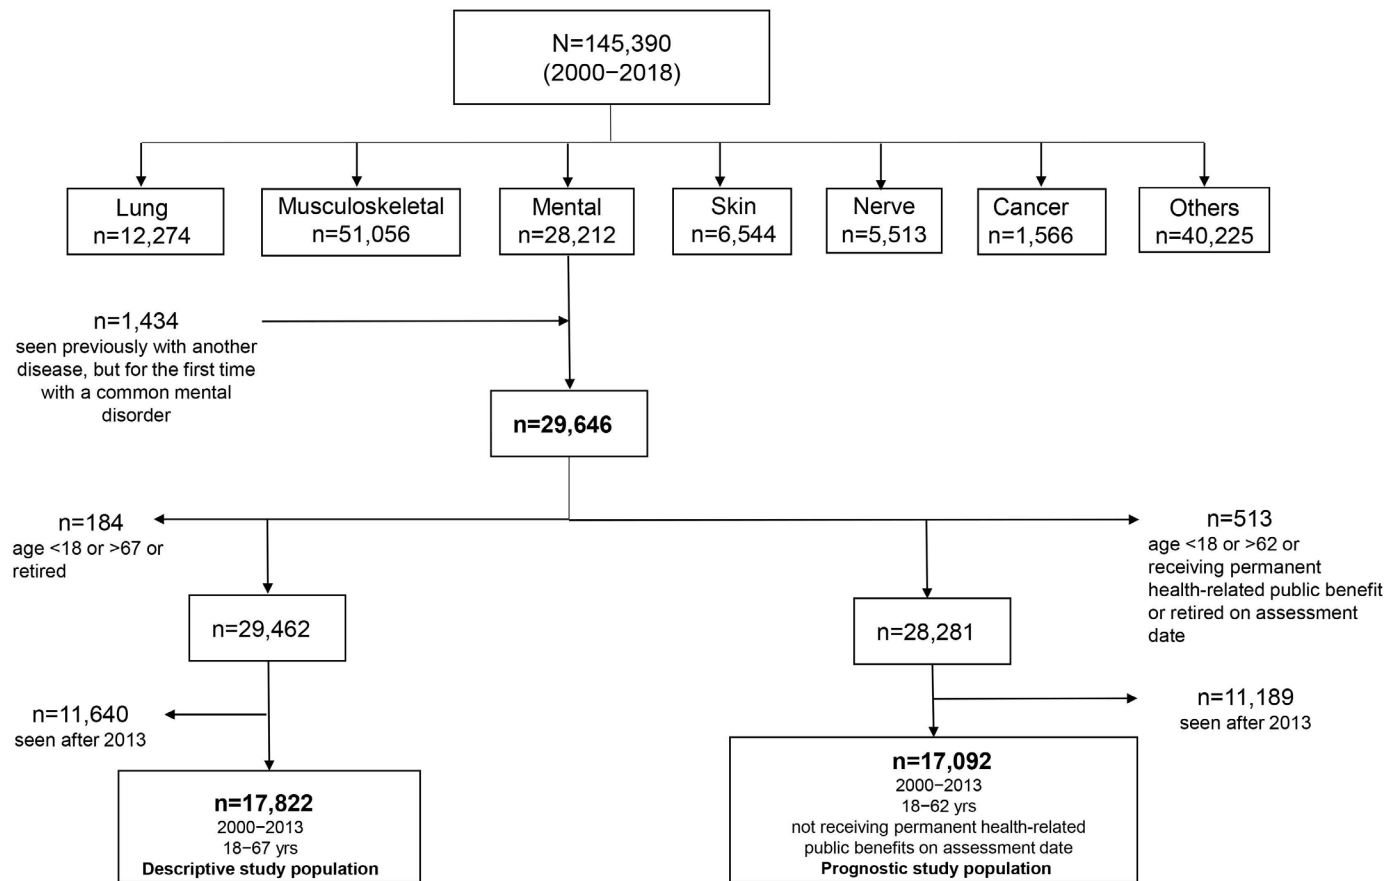 N=145,390
(2000−2018)
Lung
n=12,274
Musculoskeletal
n=51,056
Mental
n=28,212
Skin
n=6,544
Nerve
n=5,513
Cancer
n=1,566
Others
n=40,225
n=1,434
seen previously with another
disease, but for the first time
with a common mental
disorder
n=29,646
n=184
age <18 or >67 or
retired
n=513
age <18 or >62 or
receiving permanent
health-related public benefit
or retired on assessment
date
n=29,462
n=28,281
n=11,640
seen after 2013
n=11,189
seen after 2013
n=17,822
2000−2013
18−67 yrs
Descriptive study population
n=17,092
2000−2013
18−62 yrs
not receiving permanent health-related
public benefits on assessment date
Prognostic study population